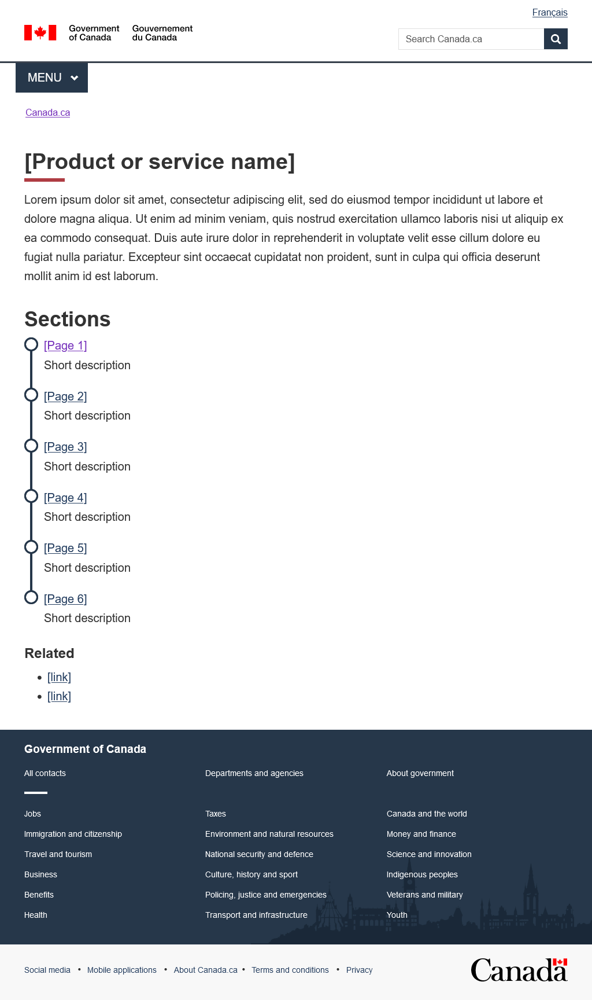 Français
Government
of Canada
Gouvernement
du Canada
Search Canada.ca
MENU
Canada.ca
[Product or service name]
Lorem ipsum dolor sit amet, consectetur adipiscing elit, sed do eiusmod tempor incididunt ut labore et
dolore magna aliqua. Ut enim ad minim veniam, quis nostrud exercitation ullamco laboris nisi ut aliquip ex
ea commodo consequat. Duis aute irure dolor in reprehenderit in voluptate velit esse cillum dolore eu
fugiat nulla pariatur. Excepteur sint occaecat cupidatat non proident, sunt in culpa qui officia deserunt
mollit anim id est laborum.
Sections
[Page 1]
Short description
[Page 2]
Short description
[Page 3]
Short description
[Page 4]
Short description
[Page 5]
Short description
[Page 6]
Short description
Related
• [link]
• [link]
Government of Canada
All contacts
Departments and agencies
About government
Jobs
Taxes
Canada and the world
Immigration and citizenship
Environment and natural resources
Money and finance
Travel and tourism
National security and defence
Science and innovation
Business
Culture, history and sport
Indigenous peoples
Benefits
Policing, justice and emergencies
Veterans and military
Health
Transport and infrastructure
Youth
Social media • Mobile applications • About Canada.ca • Terms and conditions • Privacy
Canada